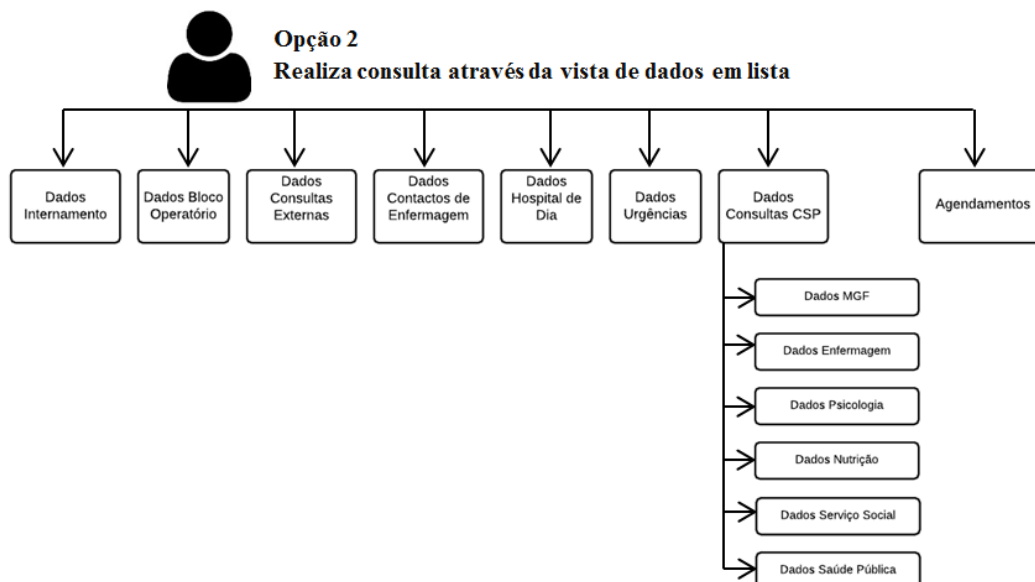 Opção 2
Realiza consulta através da vista de dados em lista
Dados
Internamento
Dados Bloco
Operatório
Dados
Consultas
Externas
Dados
Contactos de
Enfermagem
Dados
Hospital de
Dia
Dados
Urgências
Dados
Consultas CSP
Agendamentos
Dados MGF
Dados Enfermagem
Dados Psicologia
Dados Nutrição
Dados Serviço Social
Dados Saúde Pública